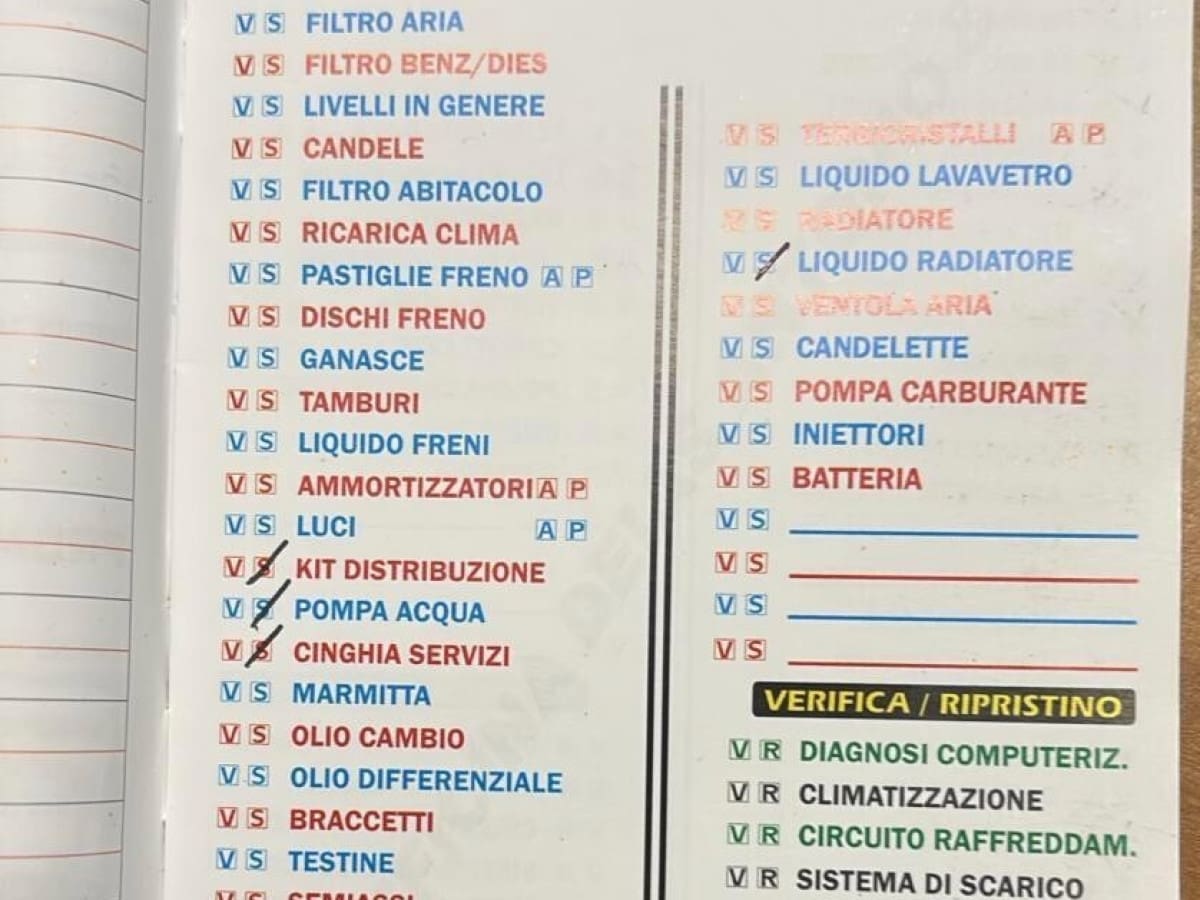 V S FILTRO ARIA
V S FILTRO BENZ/DIES
V S LIVELLI IN GENERE
V S CANDELE
V S FILTRO ABITACOLO
V S RICARICA CLIMA
V S PASTIGLIE FRENO A P
V S DISCHI FRENO
V S GANASCE
V S TAMBURI
V S LIQUIDO FRENI
V S AMMORTIZZATORI A P
V S LUCI A P
V S KIT DISTRIBUZIONE
V S POMPA ACQUA
V S CINGHIA SERVIZI
V S MARMITTA
V S OLIO CAMBIO
V S OLIO DIFFERENZIALE
V S BRACCETTI
V S TESTINE
V S SEMIASSI
V S TERGICRISTALLI A P
V S LIQUIDO LAVAVETRO
V S RADIATORE
V S LIQUIDO RADIATORE
V S VENTOLA ARIA
V S CANDELETTE
V S POMPA CARBURANTE
V S INIETTORI
V S BATTERIA
V S
V S
V S
V S
VERIFICA / RIPRISTINO
V R DIAGNOSI COMPUTERIZ.
V R CLIMATIZZAZIONE
V R CIRCUITO RAFFREDDAM.
V R SISTEMA DI SCARICO